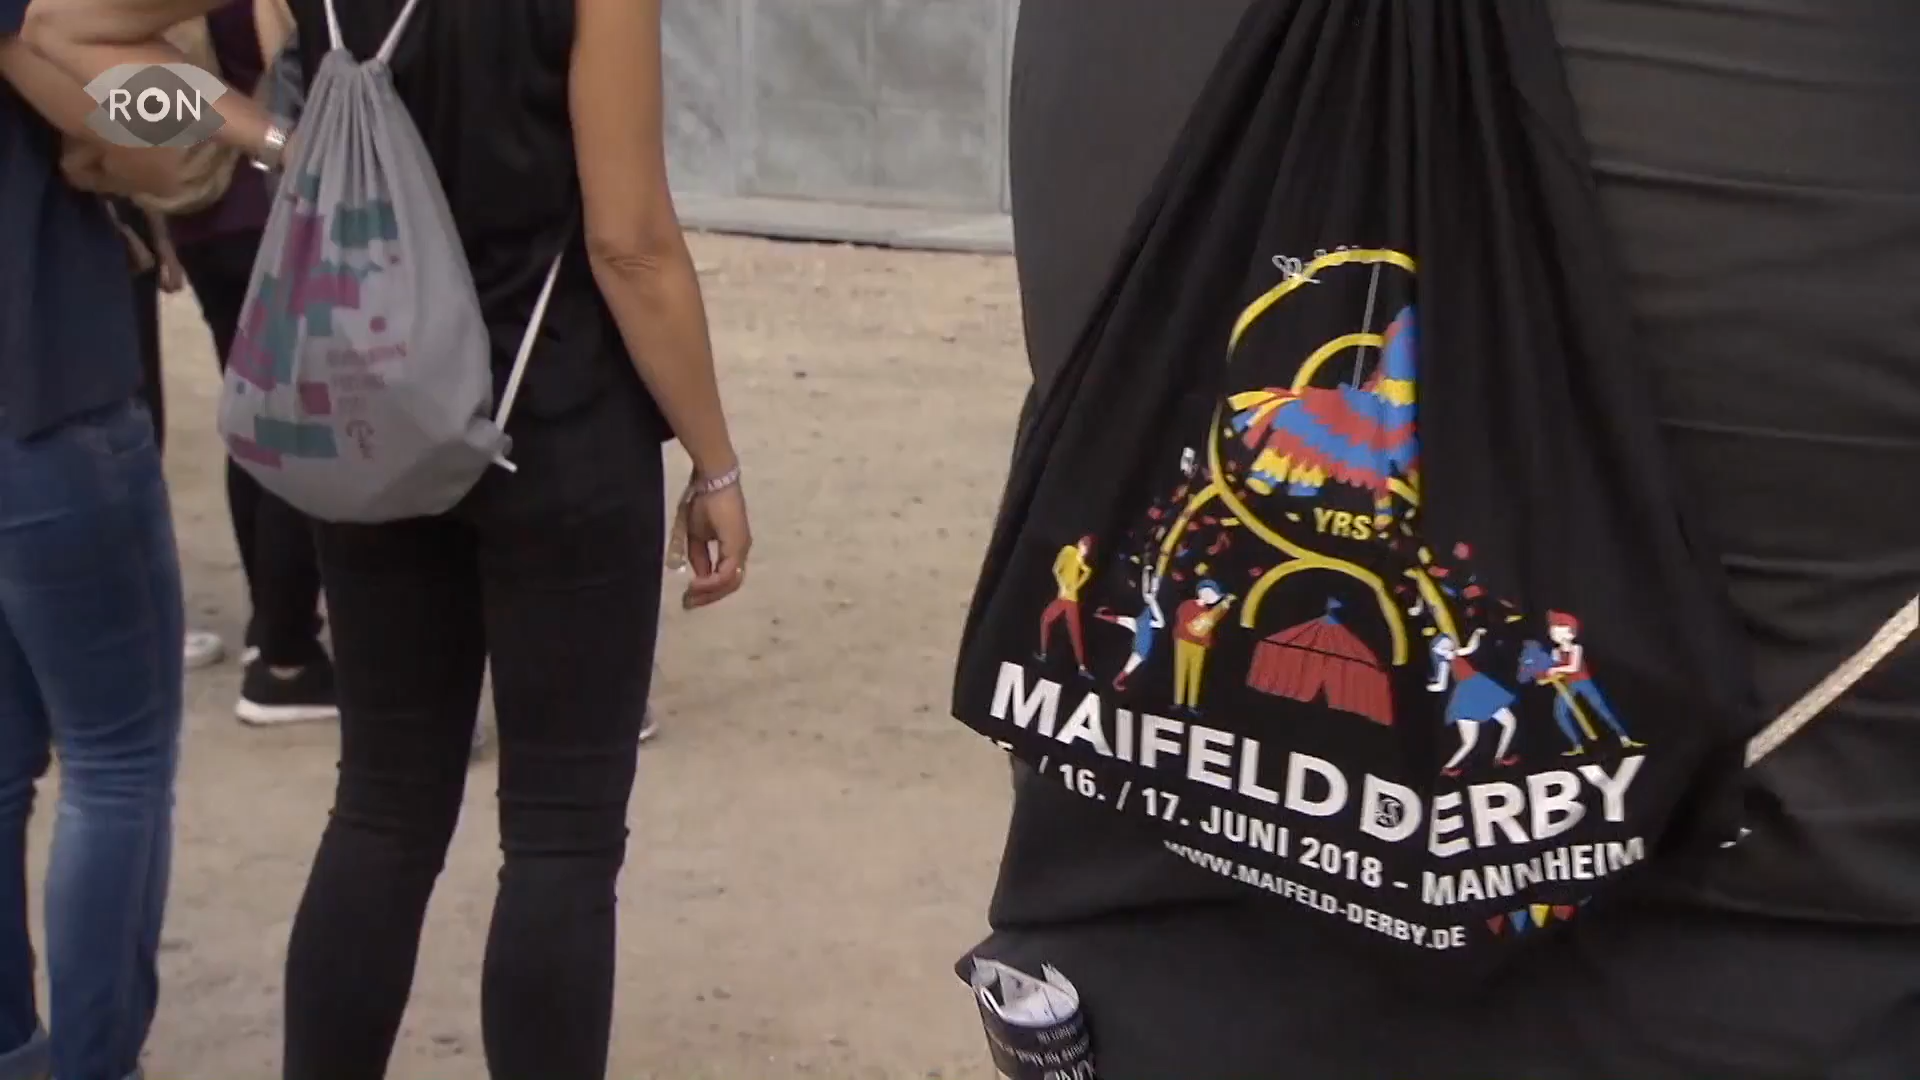 RON
YRS
MAIFELD DERBY
/ 16. / 17. JUNI 2018 - MANNHEIM
WWW.MAIFELD-DERBY.DE